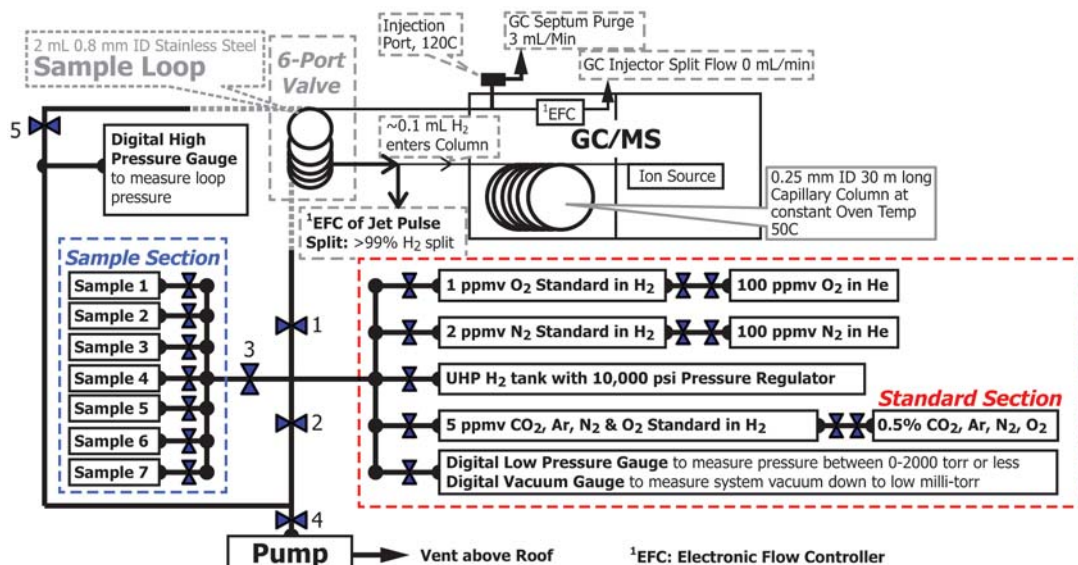 2 mL 0.8 mm ID Stainless Steel
Sample Loop
6-Port
Valve
Injection
Port, 120C
GC Septum Purge
3 mL/Min
GC Injector Split Flow 0 mL/min
5
Digital High
Pressure Gauge
to measure loop
pressure
~0.1 mL H₂
enters Column
¹EFC
GC/MS
Ion Source
0.25 mm ID 30 m long
Capillary Column at
constant Oven Temp
50C
¹EFC of Jet Pulse
Split: >99% H₂ split
Sample Section
Sample 1
Sample 2
Sample 3
Sample 4
Sample 5
Sample 6
Sample 7
1
3
2
4
1 ppmv O₂ Standard in H₂
100 ppmv O₂ in He
2 ppmv N₂ Standard in H₂
100 ppmv N₂ in He
UHP H₂ tank with 10,000 psi Pressure Regulator
Standard Section
5 ppmv CO₂, Ar, N₂ & O₂ Standard in H₂
0.5% CO₂, Ar, N₂, O₂
Digital Low Pressure Gauge to measure pressure between 0-2000 torr or less
Digital Vacuum Gauge to measure system vacuum down to low milli-torr
Pump
Vent above Roof
¹EFC: Electronic Flow Controller